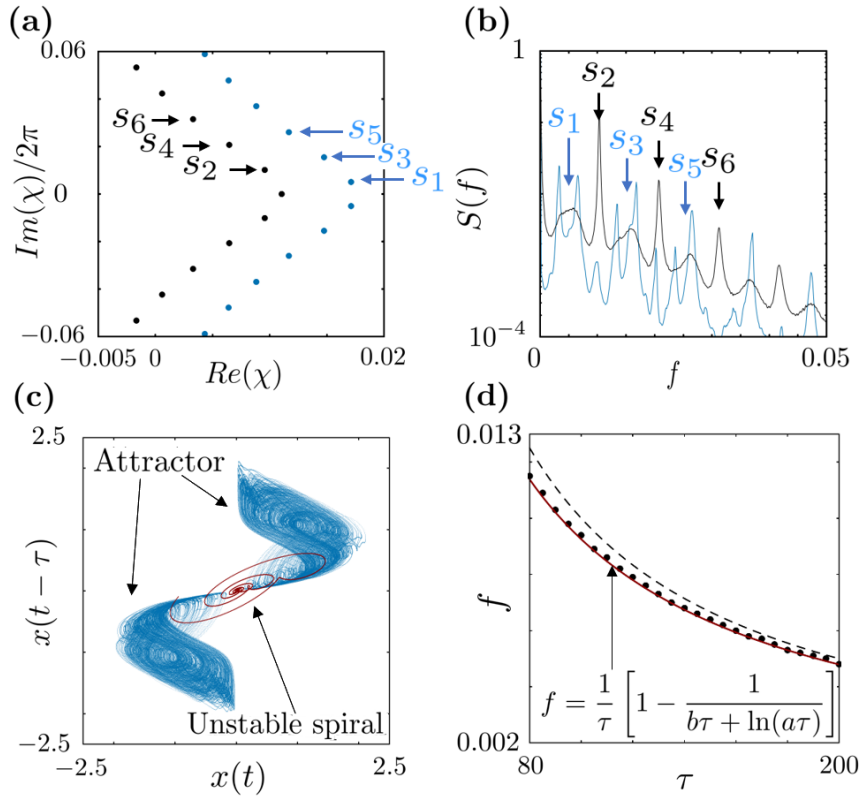 (a)
0.06
Im(χ)/2π
0
−0.06
−0.005
0
0.02
Re(χ)
s₆
s₄
s₂
s₅
s₃
s₁
(b)
1
S(f)
10⁻⁴
0
0.05
f
s₁
s₂
s₃
s₄
s₅
s₆
(c)
2.5
x(t − τ)
−2.5
−2.5
2.5
x(t)
Attractor
Unstable spiral
(d)
0.013
f
0.002
80
200
τ
f = 1/τ [1 − 1/(bτ + ln(aτ))]